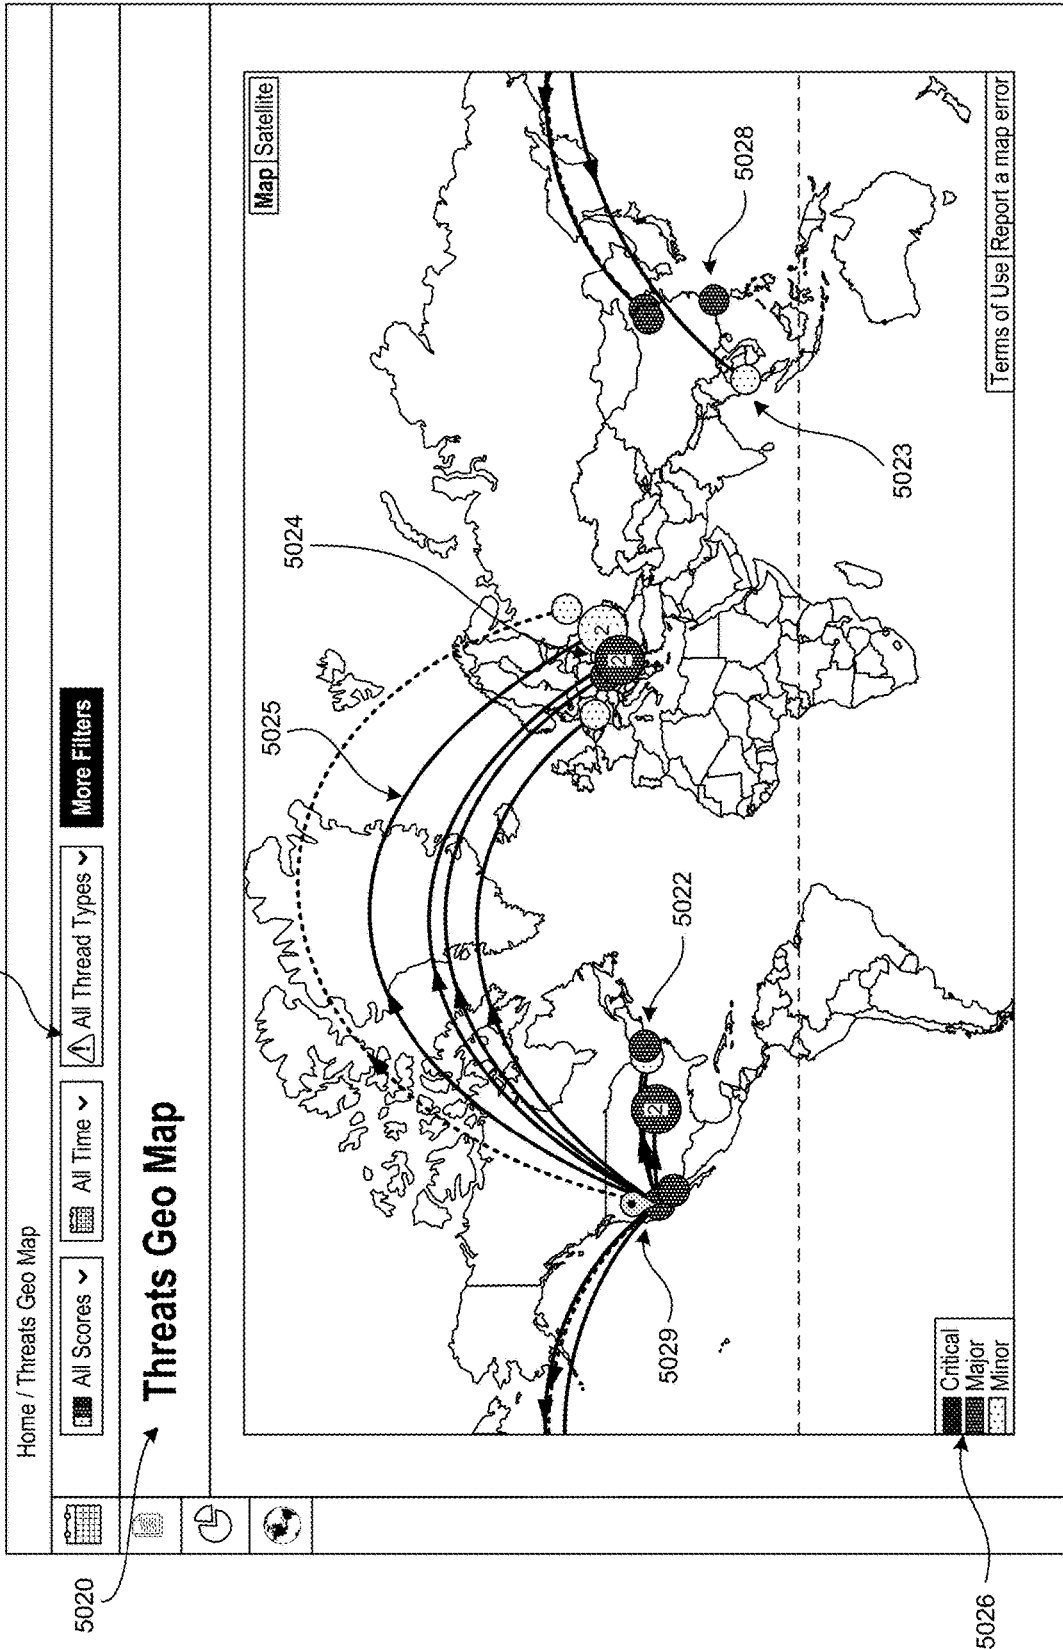 Home / Threats Geo Map
All Scores
All Time
All Thread Types
More Filters
5020
Threats Geo Map
Map
Satellite
5025
5024
2
2
2
5022
5029
5028
5023
5026
Critical
Major
Minor
Terms of Use
Report a map error